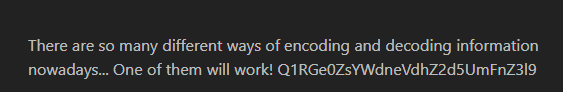 There are so many different ways of encoding and decoding information
nowadays... One of them will work! Q1RGe0ZsYWdneVdhZ2d5UmFnZ3l9